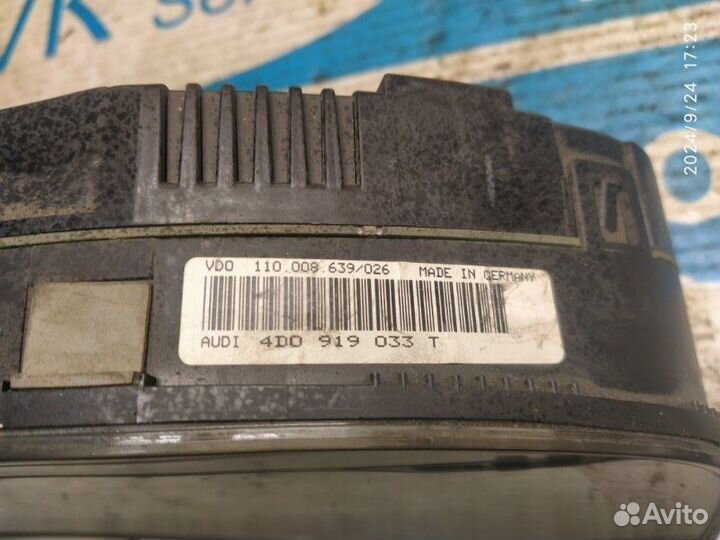 VDO 110.008.639/026 MADE IN GERMANY
AUDI 4D0 919 033 T
2024/9/24 17:23
Avito